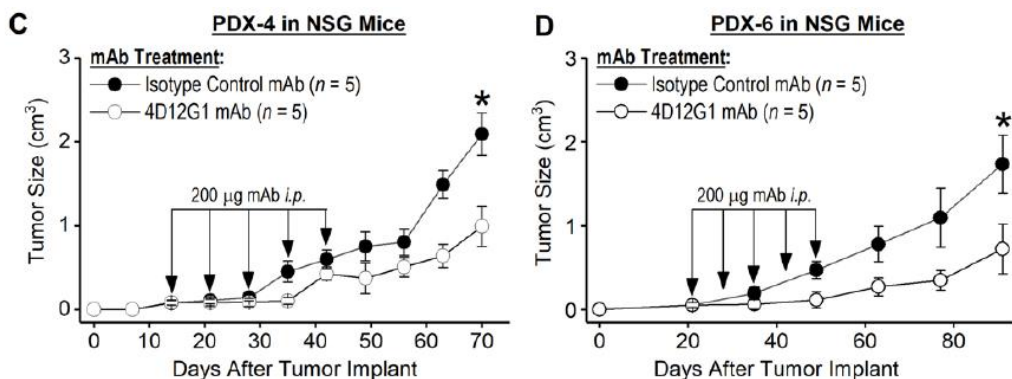 C
PDX-4 in NSG Mice
3
2
1
0
Tumor Size (cm³)
mAb Treatment:
Isotype Control mAb (n = 5)
4D12G1 mAb (n = 5)
*
200 μg mAb i.p.
0 10 20 30 40 50 60 70
Days After Tumor Implant
D
PDX-6 in NSG Mice
3
2
1
0
Tumor Size (cm³)
mAb Treatment:
Isotype Control mAb (n = 5)
4D12G1 mAb (n = 5)
*
200 μg mAb i.p.
0 20 40 60 80
Days After Tumor Implant